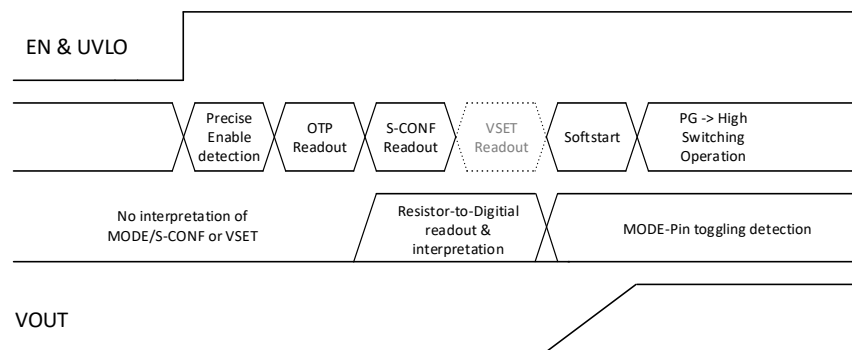 EN & UVLO
Precise
Enable
detection
OTP
Readout
S-CONF
Readout
VSET
Readout
Softstart
PG -> High
Switching
Operation
No interpretation of
MODE/S-CONF or VSET
Resistor-to-Digitial
readout &
interpretation
MODE-Pin toggling detection
VOUT